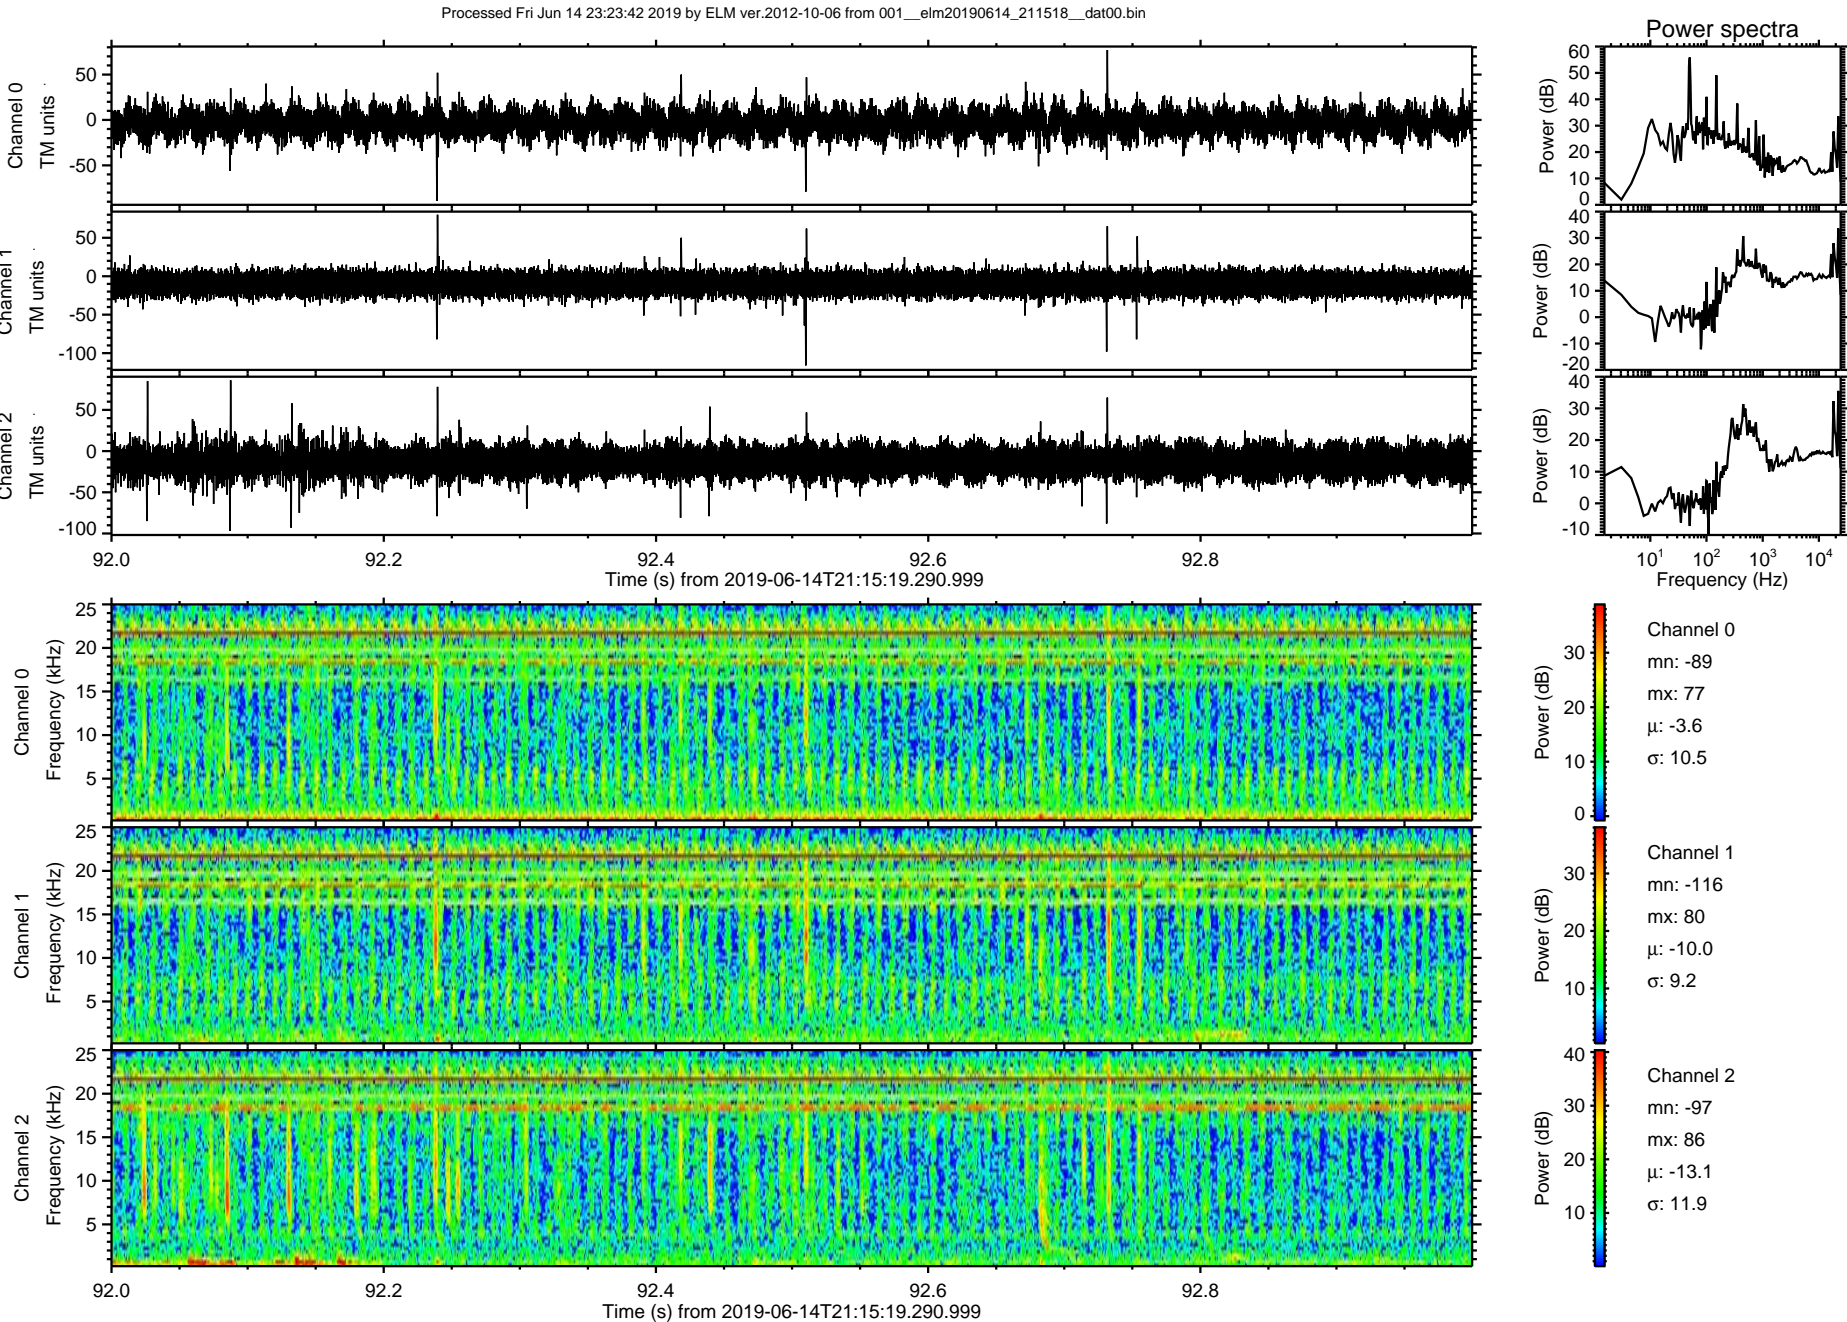 Processed Fri Jun 14 23:23:42 2019 by ELM ver.2012-10-06 from 001__elm20190614_211518__dat00.bin
Power spectra
Channel 0
TM units
50
0
-50
Power (dB)
60
50
40
30
20
10
0
Channel 1
TM units
50
0
-50
-100
Power (dB)
40
30
20
10
0
-10
-20
Channel 2
TM units
50
0
-50
-100
Power (dB)
40
30
20
10
0
-10
92.0 92.2 92.4 92.6 92.8
Time (s) from 2019-06-14T21:15:19.290.999
10^1 10^2 10^3 10^4
Frequency (Hz)
Channel 0
Frequency (kHz)
25
20
15
10
5
Power (dB)
30
20
10
0
Channel 0
mn: -89
mx: 77
μ: -3.6
σ: 10.5
Channel 1
Frequency (kHz)
25
20
15
10
5
Power (dB)
30
20
10
Channel 1
mn: -116
mx: 80
μ: -10.0
σ: 9.2
Channel 2
Frequency (kHz)
25
20
15
10
5
Power (dB)
40
30
20
10
Channel 2
mn: -97
mx: 86
μ: -13.1
σ: 11.9
92.0 92.2 92.4 92.6 92.8
Time (s) from 2019-06-14T21:15:19.290.999